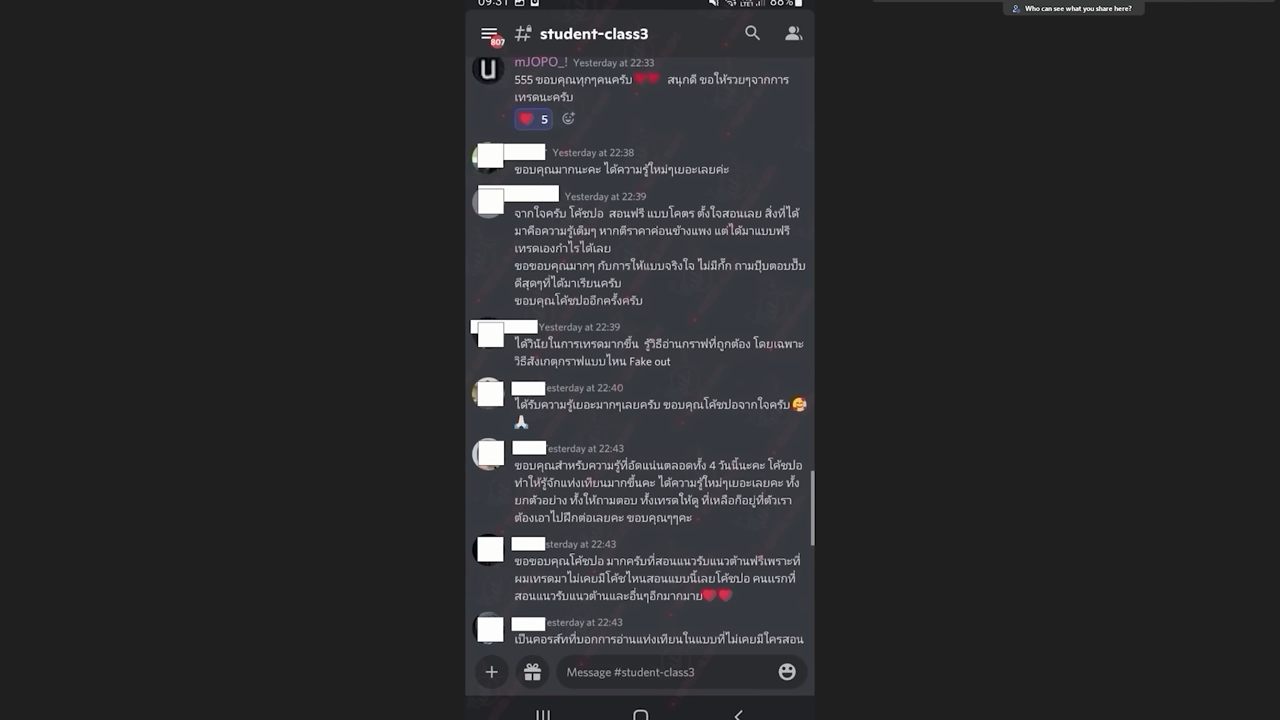 09:31
88%
Who can see what you share here?
807
student-class3
mJOPO_! Yesterday at 22:33
555 ขอบคุณทุกๆคนครับ❤️❤️ สนุกดี ขอให้รวยๆจากการ
เทรดนะครับ
❤️ 5
Yesterday at 22:38
ขอบคุณมากนะคะ ได้ความรู้ใหม่ๆเยอะเลยค่ะ
Yesterday at 22:39
จากใจครับ โค้ชปอ สอนฟรี แบบโคตร ตั้งใจสอนเลย สิ่งที่ได้
มาคือความรู้เต็มๆ หากตีราคาค่อนช้างแพง แต่ได้มาแบบฟรี
เทรดเองกำไรได้เลย
ขอขอบคุณมากๆ กับการให้แบบจริงใจ ไม่มีกั๊ก ถามปุ๊บตอบปั๊บ
ดีสุดๆที่ได้มาเรียนครับ
ขอบคุณโค้ชปออีกครั้งครับ
Yesterday at 22:39
ได้วินัยในการเทรดมากขึ้น รู้วิธีอ่านกราฟที่ถูกต้อง โดยเฉพาะ
วิธีสังเกตุกราฟแบบไหน Fake out
esterday at 22:40
ได้รับความรู้เยอะมากๆเลยครับ ขอบคุณโค้ชปอจากใจครับ🥰
🙏🏻
esterday at 22:43
ขอบคุณสำหรับความรู้ที่อัดแน่นตลอดทั้ง 4 วันนี้นะคะ โค้ชปอ
ทำให้รู้จักแท่งเทียนมากขึ้นคะ ได้ความรู้ใหม่ๆเยอะเลยคะ ทั้ง
ยกตัวอย่าง ทั้งให้ถามตอบ ทั้งเทรดให้ดู ที่เหลือก็อยู่ที่ตัวเรา
ต้องเอาไปฝึกต่อเลยคะ ขอบคุณๆๆคะ
sterday at 22:43
ขอขอบคุณโค้ชปอ มากครับที่สอนแนวรับแนวต้านฟรีเพราะที่
ผมเทรดมาไม่เคยมีโค้ชไหนสอนแบบนี้เลยโค้ชปอ คนแรกที่
สอนแนวรับแนวต้านและอื่นๆอีกมากมาย❤️❤️
esterday at 22:43
เป็นคอรส์ทที่บอกการอ่านแท่งเทียนในแบบที่ไม่เคยมีใครสอน
Message #student-class3